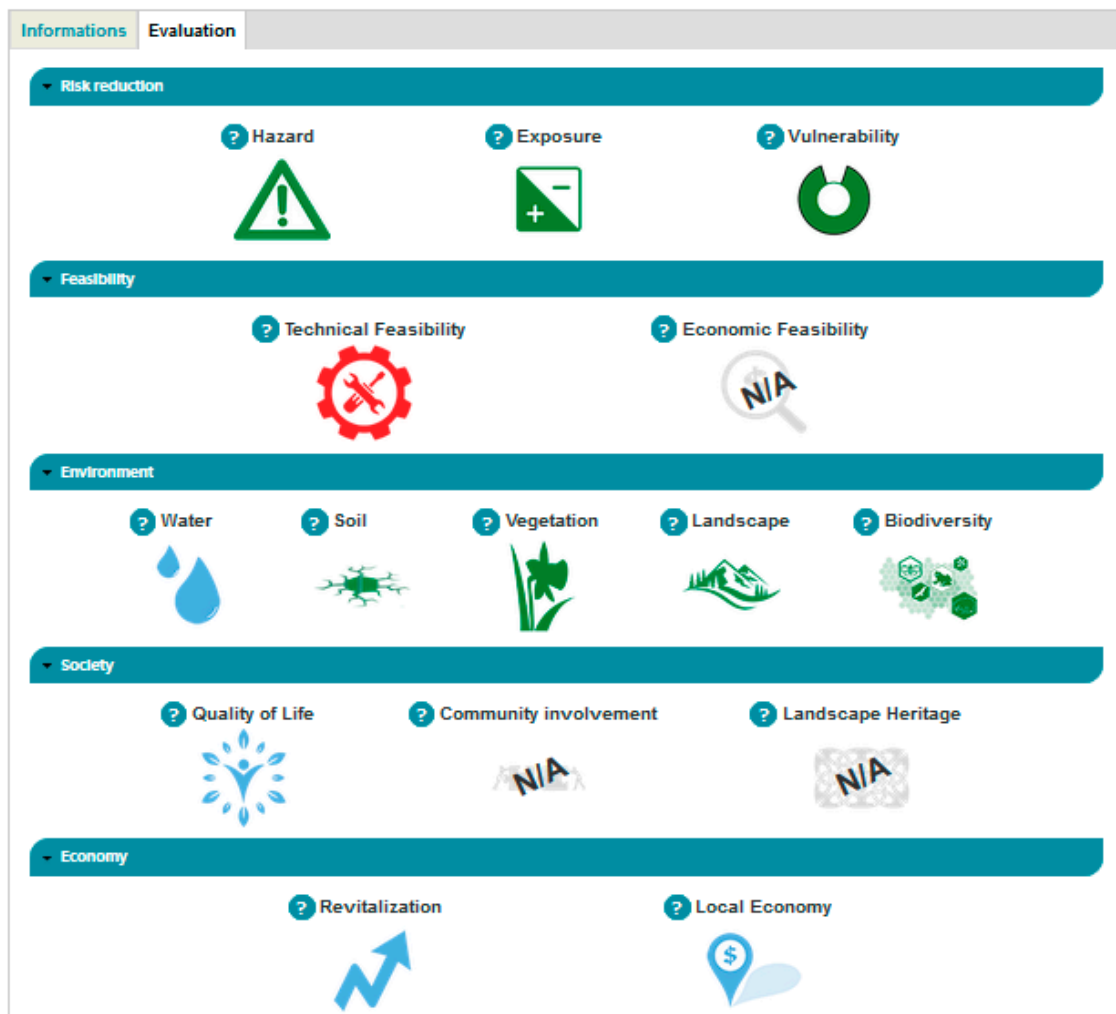 Informations Evaluation
Risk reduction
? Hazard ? Exposure ? Vulnerability
! - +
Feasibility
? Technical Feasibility ? Economic Feasibility
N/A
Environment
? Water ? Soil ? Vegetation ? Landscape ? Biodiversity
Society
? Quality of Life ? Community involvement ? Landscape Heritage
N/A N/A
Economy
? Revitalization ? Local Economy
$